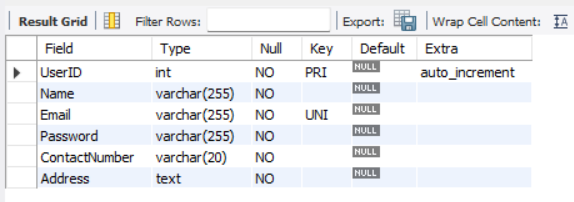 Result Grid Filter Rows: Export: Wrap Cell Content: IA
Field Type Null Key Default Extra
UserID int NO PRI NULL auto_increment
Name varchar(255) NO NULL
Email varchar(255) NO UNI NULL
Password varchar(255) NO NULL
ContactNumber varchar(20) NO NULL
Address text NO NULL